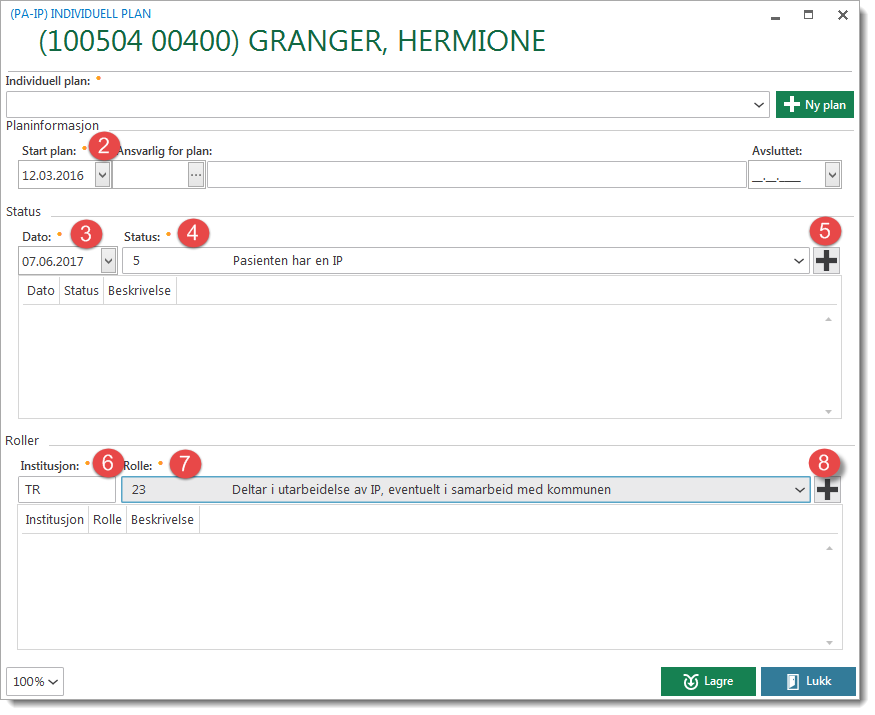 (PA-IP) INDIVIDUELL PLAN
(100504 00400) GRANGER, HERMIONE
Individuell plan: *
Ny plan
Planinformasjon
Start plan: * 2 Ansvarlig for plan: Avsluttet:
12.03.2016 ... __.__.____
Status
Dato: * 3 Status: * 4 5
07.06.2017 5 Pasienten har en IP
Dato Status Beskrivelse
Roller
Institusjon: * 6 Rolle: * 7 8
TR 23 Deltar i utarbeidelse av IP, eventuelt i samarbeid med kommunen
Institusjon Rolle Beskrivelse
100% Lagre Lukk